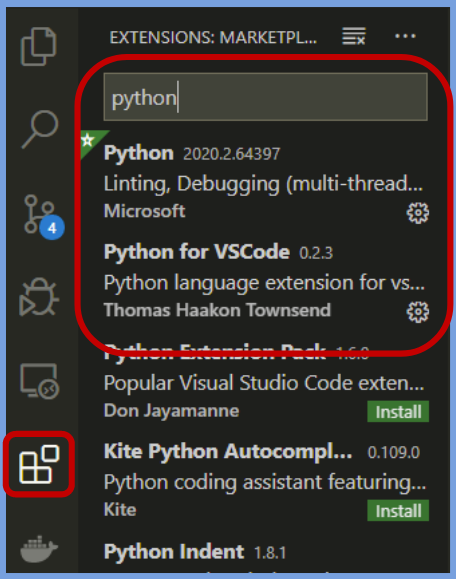 EXTENSIONS: MARKETPL...
python
Python 2020.2.64397
Linting, Debugging (multi-thread...
Microsoft
4
Python for VSCode 0.2.3
Python language extension for vs...
Thomas Haakon Townsend
Python Extension Pack 1.6.0
Popular Visual Studio Code exten...
Don Jayamanne Install
Kite Python Autocompl... 0.109.0
Python coding assistant featuring...
Kite Install
Python Indent 1.8.1